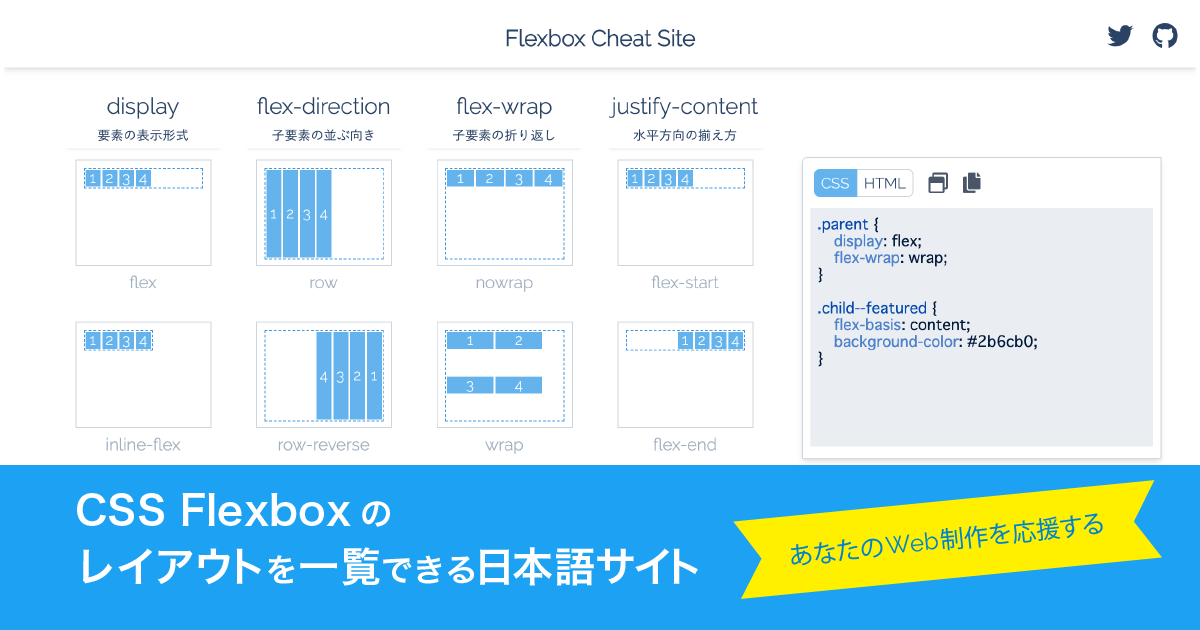 Flexbox Cheat Site
display
要素の表示形式
1 2 3 4
flex
1 2 3 4
inline-flex
flex-direction
子要素の並ぶ向き
1 2 3 4
row
4 3 2 1
row-reverse
flex-wrap
子要素の折り返し
1 2 3 4
nowrap
1 2
3 4
wrap
justify-content
水平方向の揃え方
1 2 3 4
flex-start
1 2 3 4
flex-end
CSS HTML
.parent {
display: flex;
flex-wrap: wrap;
}
.child--featured {
flex-basis: content;
background-color: #2b6cb0;
}
CSS Flexbox の
レイアウトを一覧できる日本語サイト
あなたのWeb制作を応援する